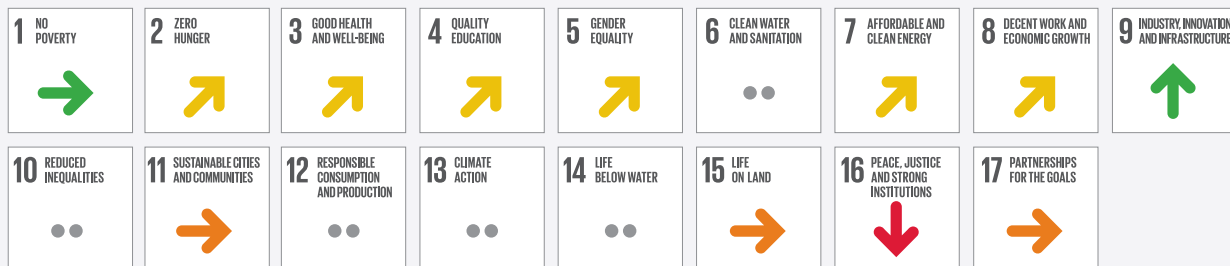 1 NO
POVERTY
2 ZERO
HUNGER
3 GOOD HEALTH
AND WELL-BEING
4 QUALITY
EDUCATION
5 GENDER
EQUALITY
6 CLEAN WATER
AND SANITATION
7 AFFORDABLE AND
CLEAN ENERGY
8 DECENT WORK AND
ECONOMIC GROWTH
9 INDUSTRY, INNOVATION
AND INFRASTRUCTURE
10 REDUCED
INEQUALITIES
11 SUSTAINABLE CITIES
AND COMMUNITIES
12 RESPONSIBLE
CONSUMPTION
AND PRODUCTION
13 CLIMATE
ACTION
14 LIFE
BELOW WATER
15 LIFE
ON LAND
16 PEACE, JUSTICE
AND STRONG
INSTITUTIONS
17 PARTNERSHIPS
FOR THE GOALS